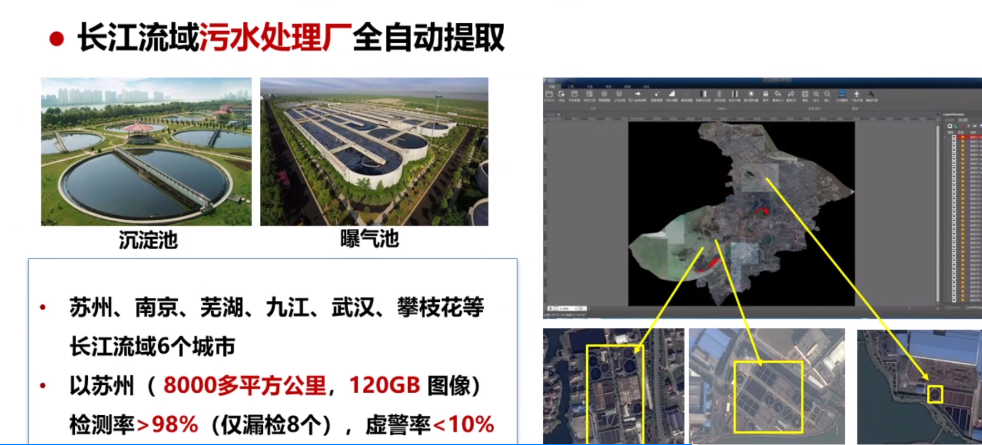 ● 长江流域污水处理厂全自动提取
沉淀池
曝气池
• 苏州、南京、芜湖、九江、武汉、攀枝花等
长江流域6个城市
• 以苏州（ 8000多平方公里，120GB 图像）
检测率>98%（仅漏检8个），虚警率<10%